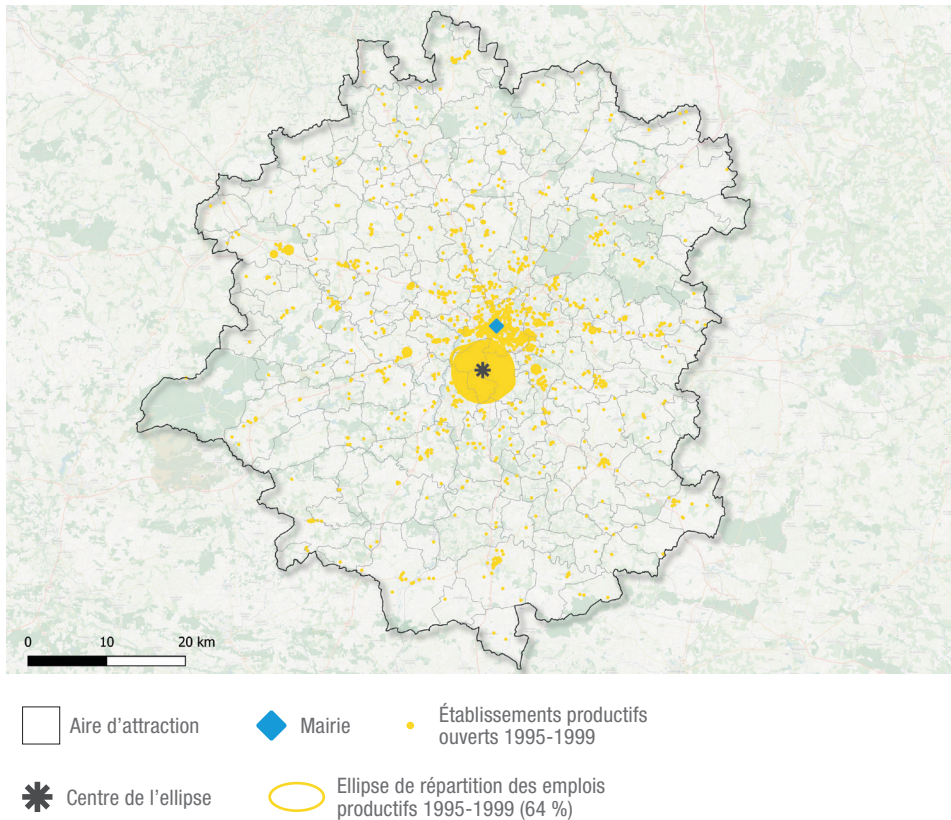 0 10 20 km
Aire d'attraction
Mairie
Établissements productifs
ouverts 1995-1999
Centre de l'ellipse
Ellipse de répartition des emplois
productifs 1995-1999 (64 %)